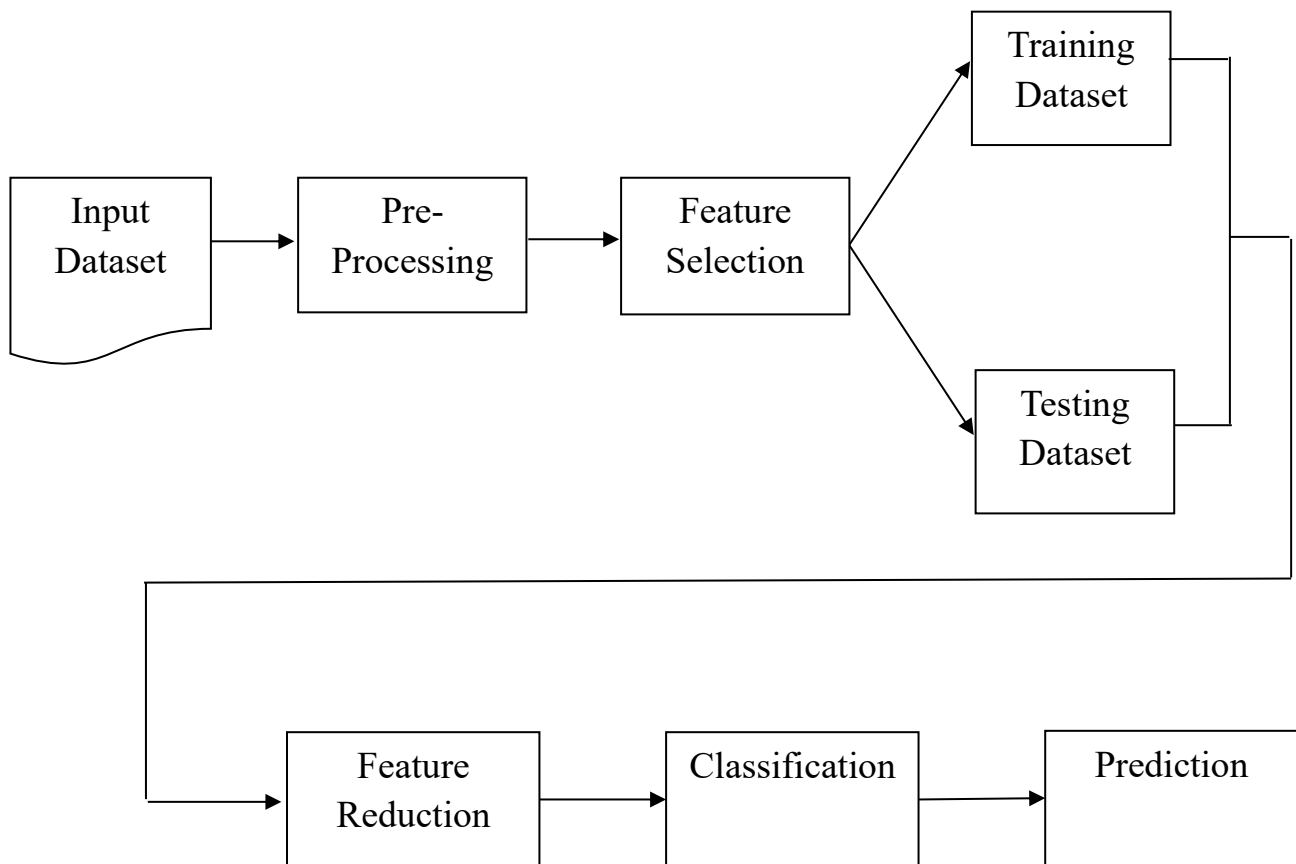 Input
Dataset
Pre-
Processing
Feature
Selection
Training
Dataset
Testing
Dataset
Feature
Reduction
Classification
Prediction